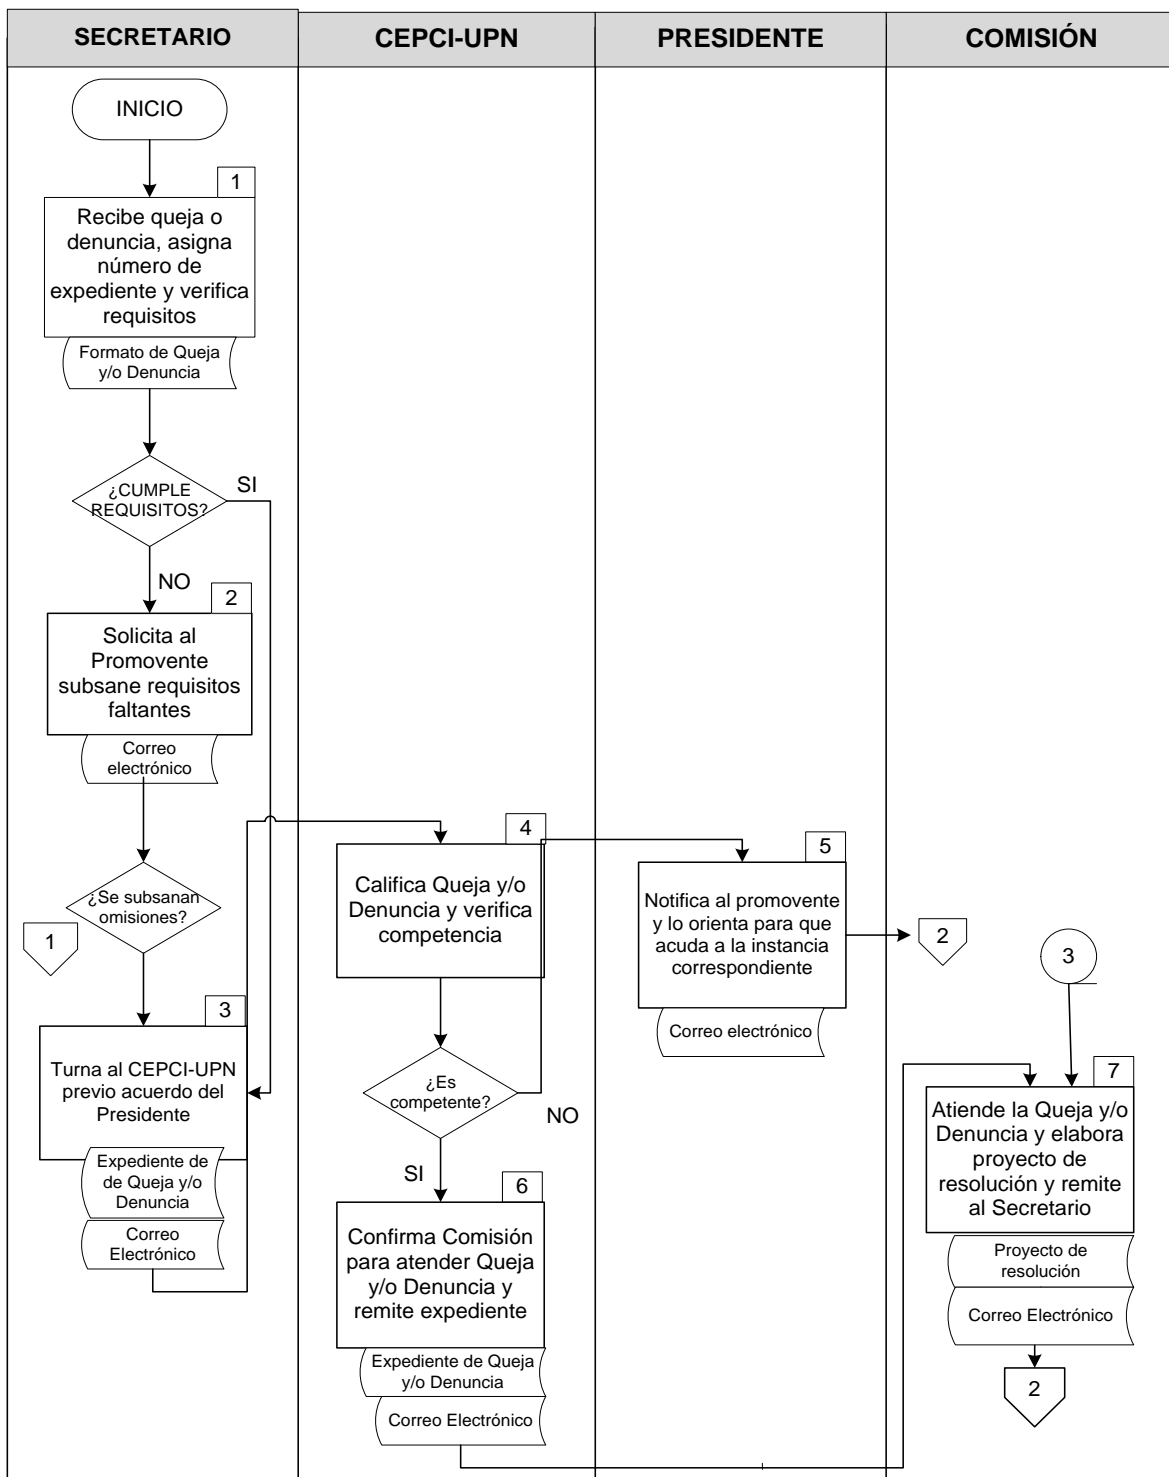 SECRETARIO
CEPCI-UPN
PRESIDENTE
COMISIÓN
INICIO
1
Recibe queja o
denuncia, asigna
número de
expediente y verifica
requisitos
Formato de Queja
y/o Denuncia
¿CUMPLE
REQUISITOS?
SI
NO
2
Solicita al
Promovente
subsane requisitos
faltantes
Correo
electrónico
¿Se subsanan
omisiones?
1
3
Turna al CEPCI-UPN
previo acuerdo del
Presidente
Expediente de
de Queja y/o
Denuncia
Correo
Electrónico
4
Califica Queja y/o
Denuncia y verifica
competencia
¿Es
competente?
NO
SI
6
Confirma Comisión
para atender Queja
y/o Denuncia y
remite expediente
Expediente de Queja
y/o Denuncia
Correo Electrónico
5
Notifica al promovente
y lo orienta para que
acuda a la instancia
correspondiente
Correo electrónico
2
3
7
Atiende la Queja y/o
Denuncia y elabora
proyecto de
resolución y remite
al Secretario
Proyecto de
resolución
Correo Electrónico
2